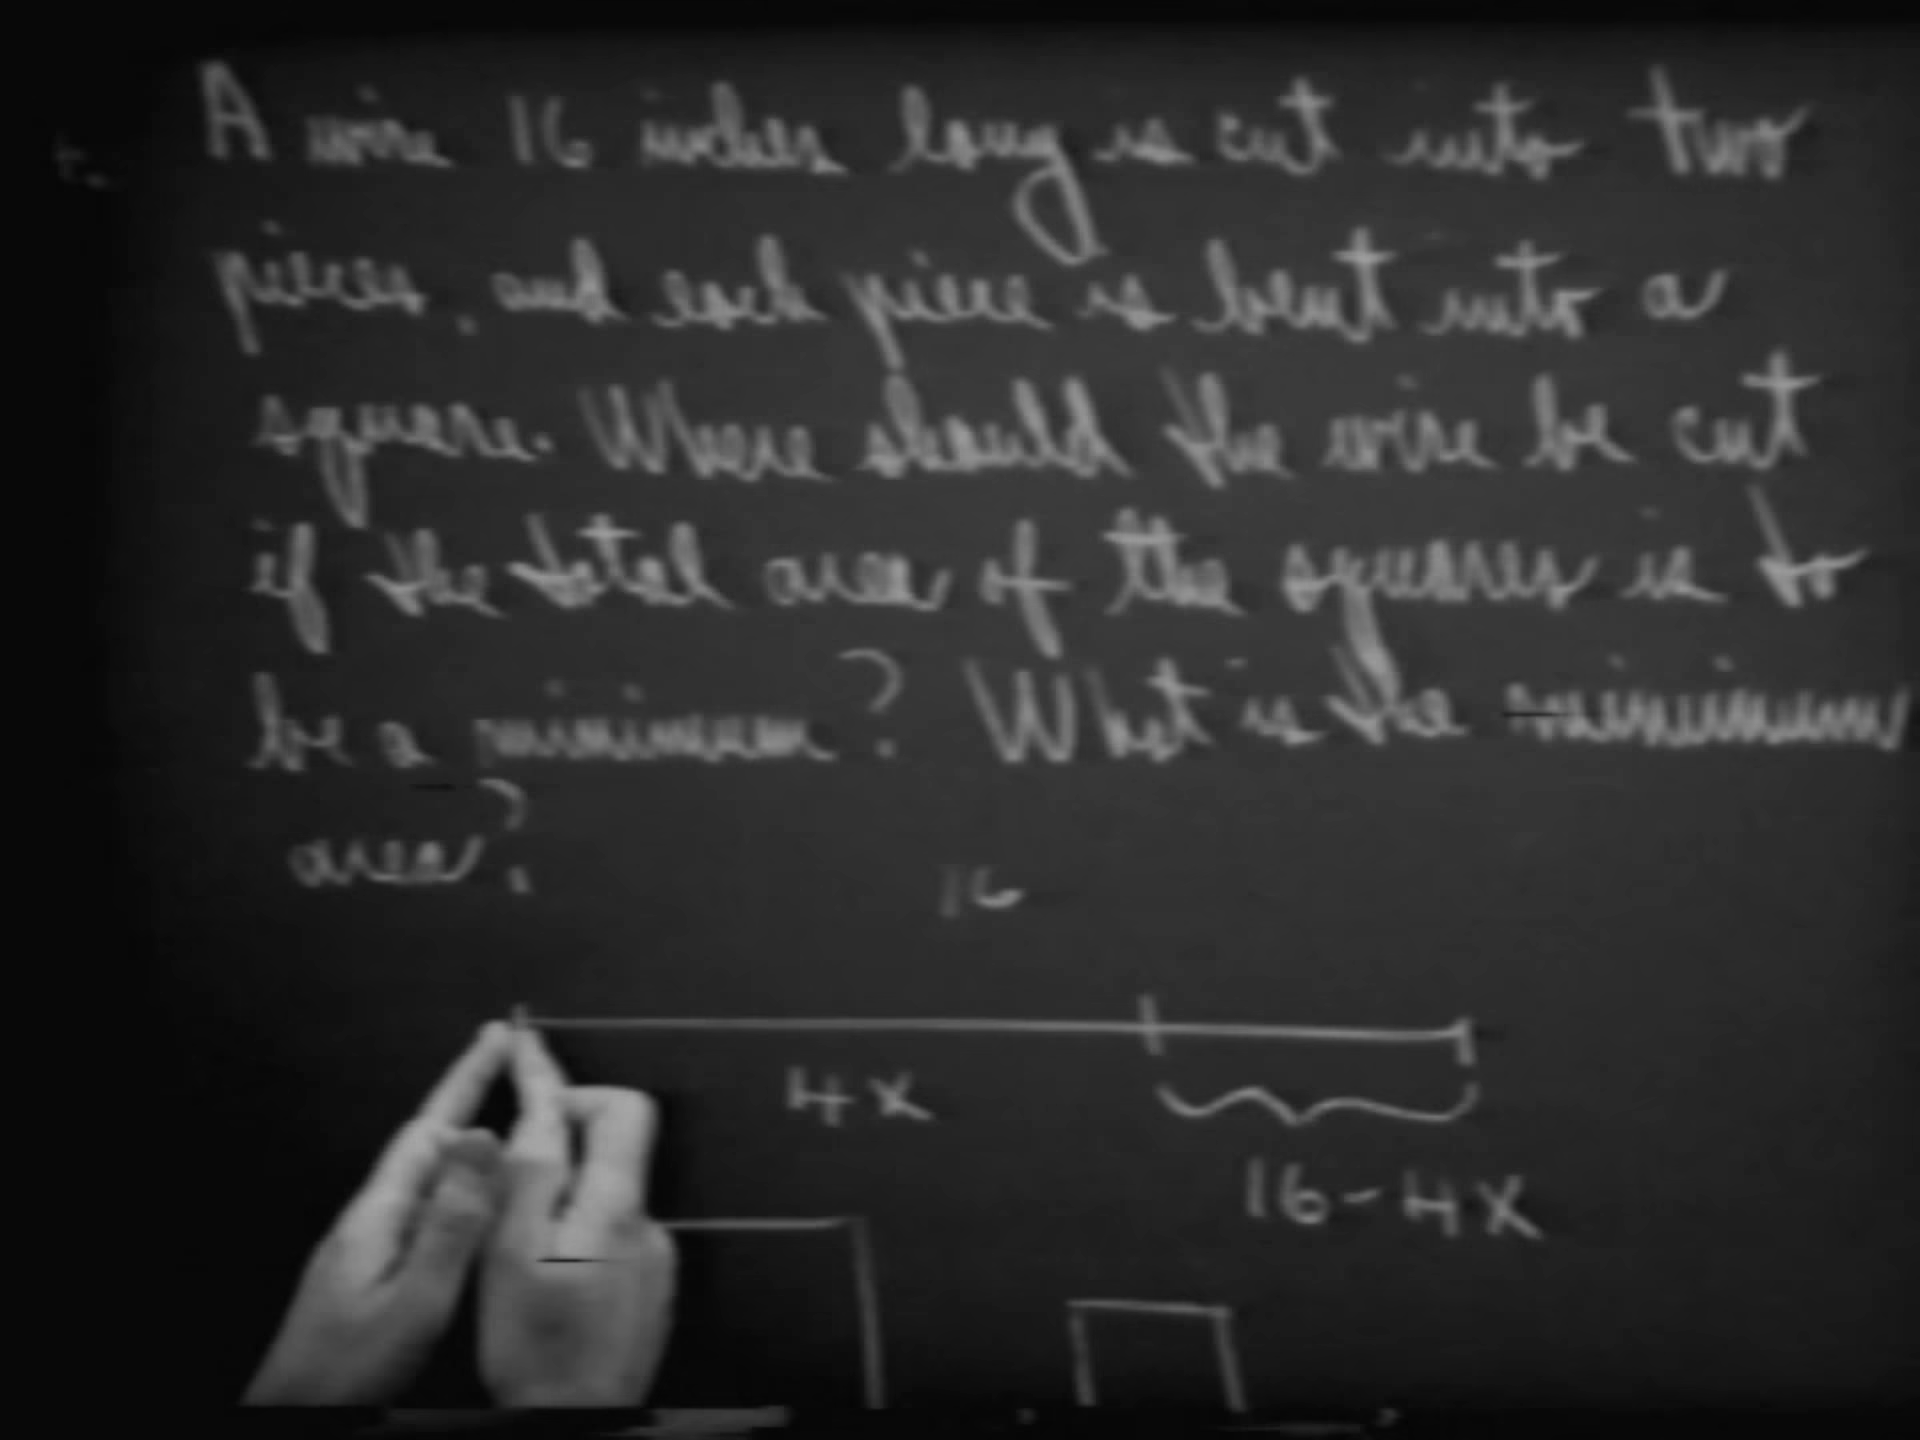 A wire 16 inches long is cut into two
pieces, and each piece is bent into a
square. Where should the wire be cut
if the total area of the squares is to
be a minimum? What is the minimum
area?
16
4x
16-4x